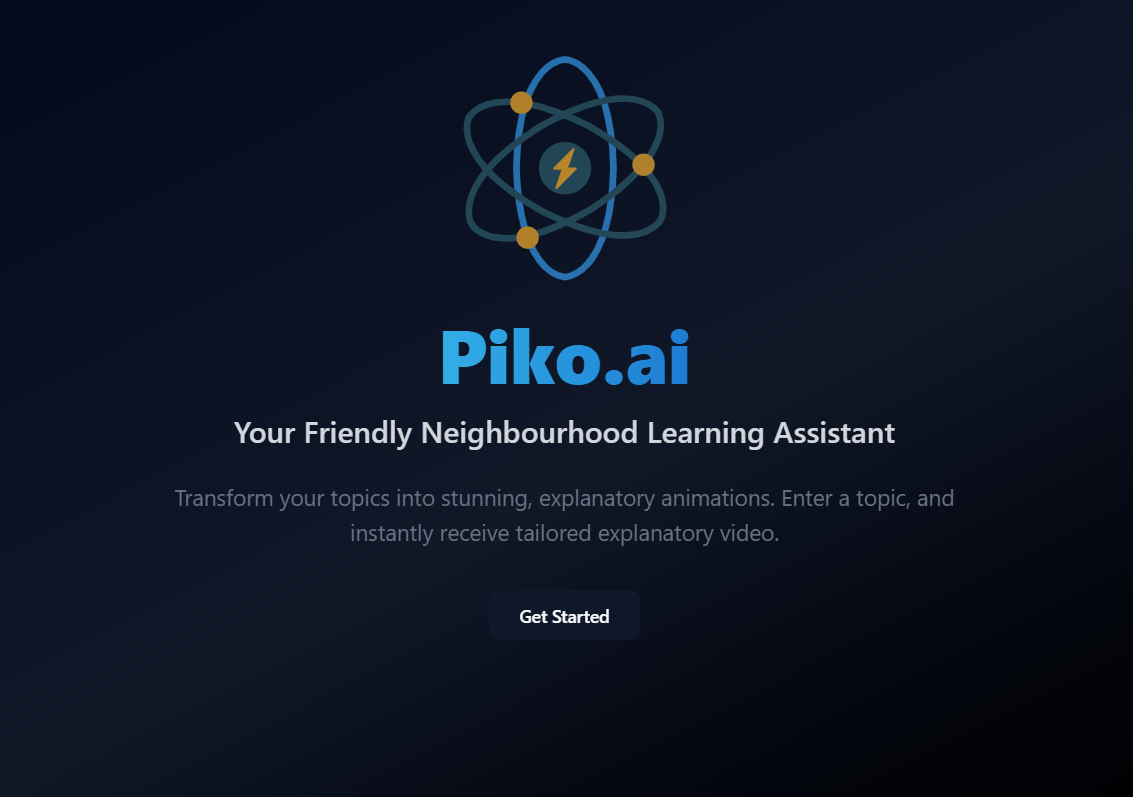 Piko.ai
Your Friendly Neighbourhood Learning Assistant
Transform your topics into stunning, explanatory animations. Enter a topic, and
instantly receive tailored explanatory video.
Get Started